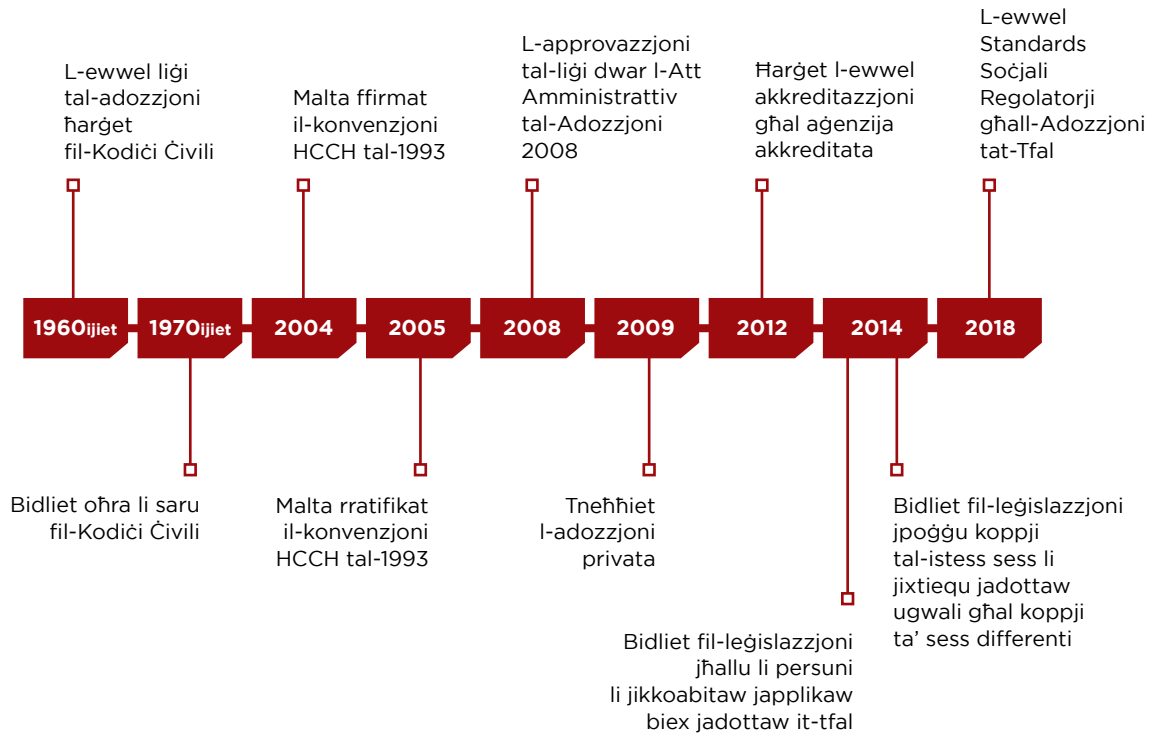 L-ewwel liġi
tal-adozzjoni
ħarġet
fil-Kodiċi Ċivili
Malta ffirmat
il-konvenzjoni
HCCH tal-1993
L-approvazzjoni
tal-liġi dwar l-Att
Amministrattiv
tal-Adozzjoni
2008
Ħarġet l-ewwel
akkreditazzjoni
għal aġenzija
akkreditata
L-ewwel
Standards
Soċjali
Regolatorji
għall-Adozzjoni
tat-Tfal
1960ijiet
1970ijiet
2004
2005
2008
2009
2012
2014
2018
Bidliet oħra li saru
fil-Kodiċi Ċivili
Malta rratifikat
il-konvenzjoni
HCCH tal-1993
Tneħħiet
l-adozzjoni
privata
Bidliet fil-leġislazzjoni
jħallu li persuni
li jikkoabitaw japplikaw
biex jadottaw it-tfal
Bidliet fil-leġislazzjoni
jpoġġu koppji
tal-istess sess li
jixtiequ jadottaw
ugwali għal koppji
ta’ sess differenti